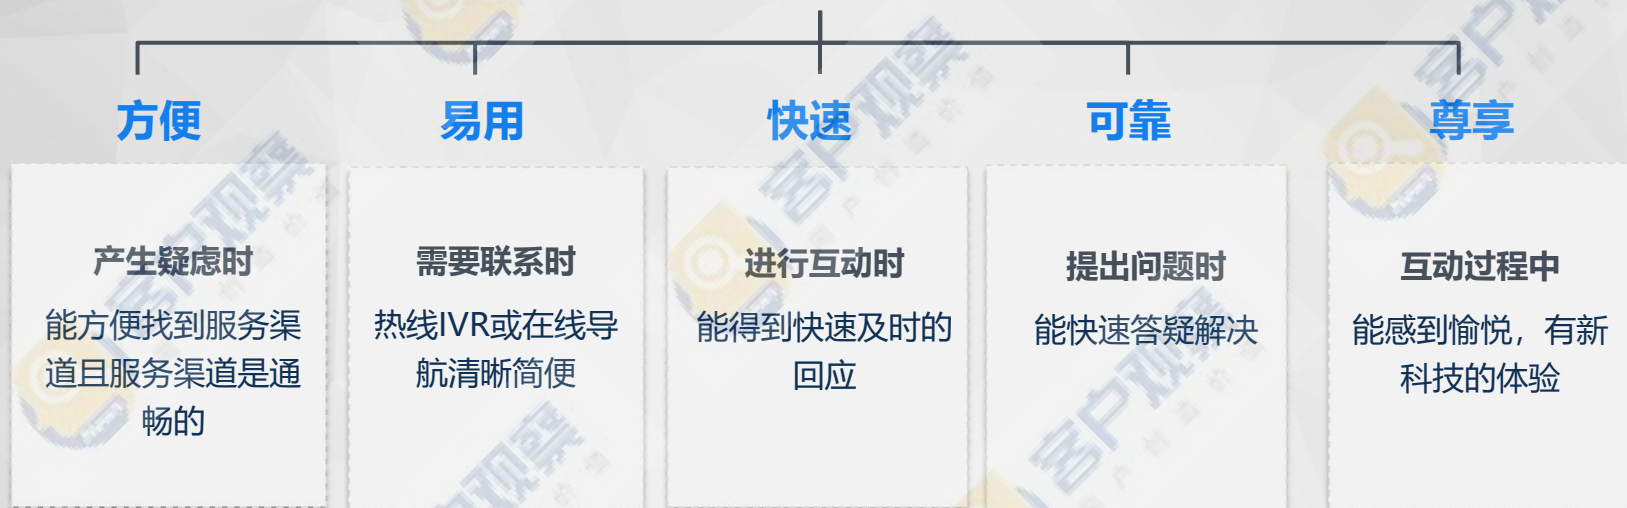 方便
易用
快速
可靠
尊享
产生疑虑时
能方便找到服务渠
道且服务渠道是通
畅的
需要联系时
热线IVR或在线导
航清晰简便
进行互动时
能得到快速及时的
回应
提出问题时
能快速答疑解决
互动过程中
能感到愉悦，有新
科技的体验
客户观察